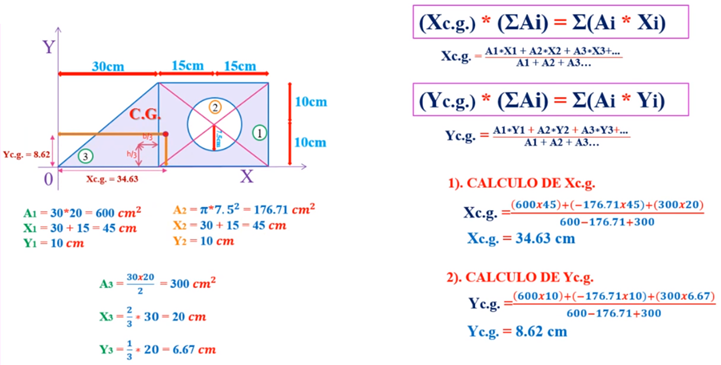 (Xc.g.) * (ΣAi) = Σ(Ai * Xi)
Xc.g. = A1*X1 + A2*X2 + A3*X3+... / A1 + A2 + A3...
(Yc.g.) * (ΣAi) = Σ(Ai * Yi)
Yc.g. = A1*Y1 + A2*Y2 + A3*Y3+... / A1 + A2 + A3...
Y
30cm
15cm
15cm
10cm
10cm
C.G.
2
1
3
7.5cm
b/3
h/3
Yc.g. = 8.62
0
Xc.g. = 34.63
X
A1 = 30*20 = 600 cm²
X1 = 30 + 15 = 45 cm
Y1 = 10 cm
A2 = π*7.5² = 176.71 cm²
X2 = 30 + 15 = 45 cm
Y2 = 10 cm
A3 = 30x20 / 2 = 300 cm²
X3 = 2/3 * 30 = 20 cm
Y3 = 1/3 * 20 = 6.67 cm
1). CALCULO DE Xc.g.
Xc.g. = (600x45)+(−176.71x45)+(300x20) / 600−176.71+300
Xc.g. = 34.63 cm
2). CALCULO DE Yc.g.
Yc.g. = (600x10)+(−176.71x10)+(300x6.67) / 600−176.71+300
Yc.g. = 8.62 cm